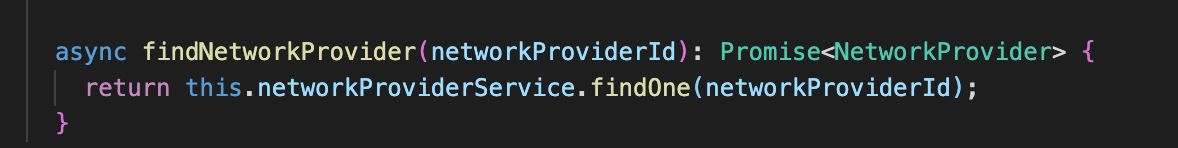 async findNetworkProvider(networkProviderId): Promise<NetworkProvider> {
return this.networkProviderService.findOne(networkProviderId);
}